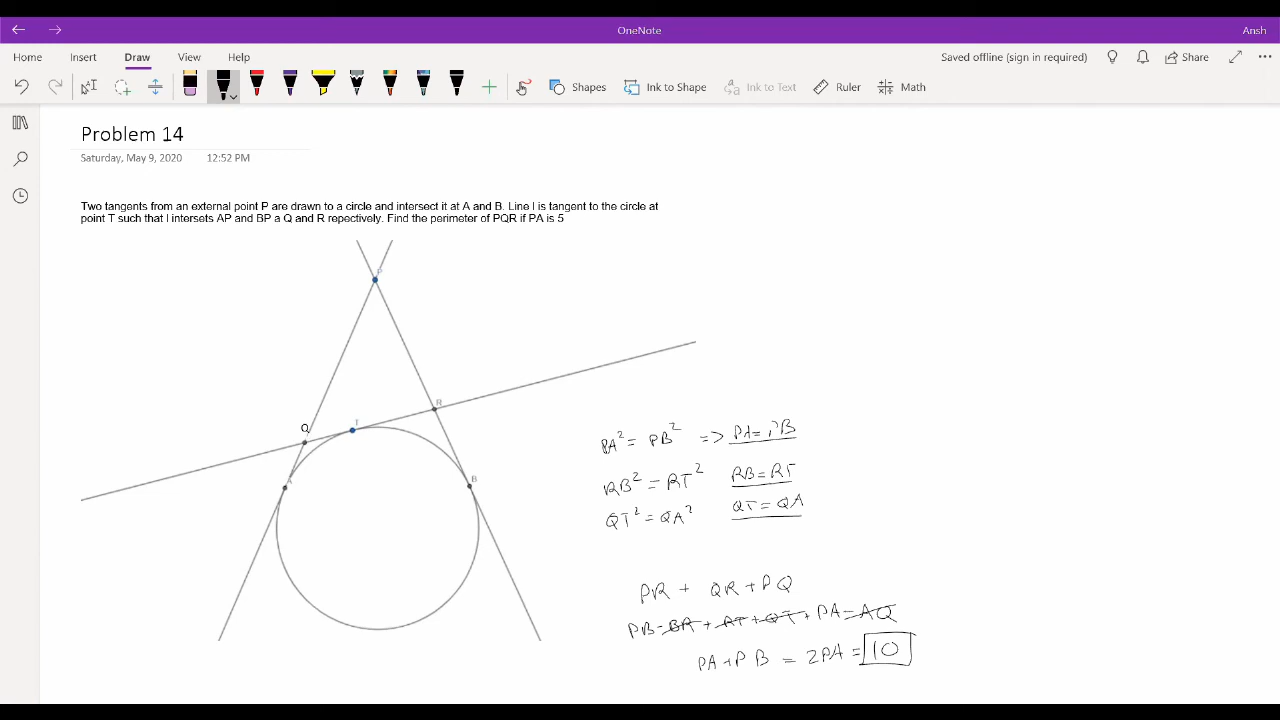 OneNote
Ansh
Home Insert Draw View Help
Saved offline (sign in required) Share
Shapes Ink to Shape Ink to Text Ruler Math
Problem 14
Saturday, May 9, 2020 12:52 PM
Two tangents from an external point P are drawn to a circle and intersect it at A and B. Line l is tangent to the circle at
point T such that l intersets AP and BP a Q and R repectively. Find the perimeter of PQR if PA is 5
P
R
Q
T
A
B
PA² = PB² => PA = PB
RB² = RT² RB = RT
QT² = QA² QT = QA
PR + QR + PQ
PB - BR + RT + QT + PA - AQ
PA + PB = 2PA = 10